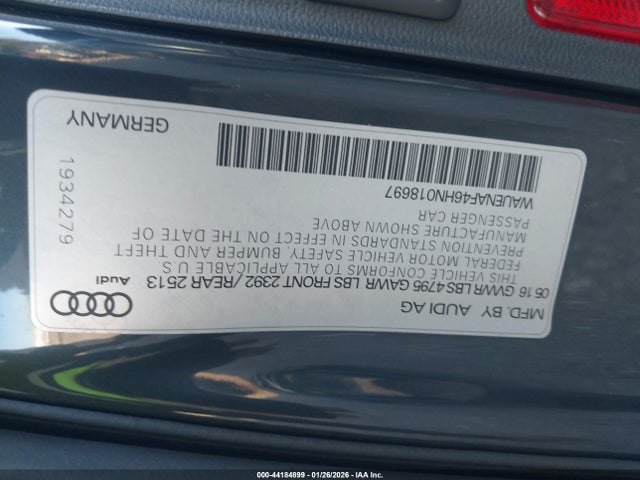 MFD. BY AUDI AG
05 16 GVWR LBS 4795 GAWR LBS FRONT 2392 / REAR 2513
THIS VEHICLE CONFORMS TO ALL APPLICABLE U S
FEDERAL MOTOR VEHICLE SAFETY, BUMPER AND THEFT
PREVENTION STANDARDS IN EFFECT ON THE DATE OF
MANUFACTURE SHOWN ABOVE
PASSENGER CAR
WAUENAF46HN018697
Audi
1934279
GERMANY
000-44184899 | 01/26/2026 | IAA Inc.